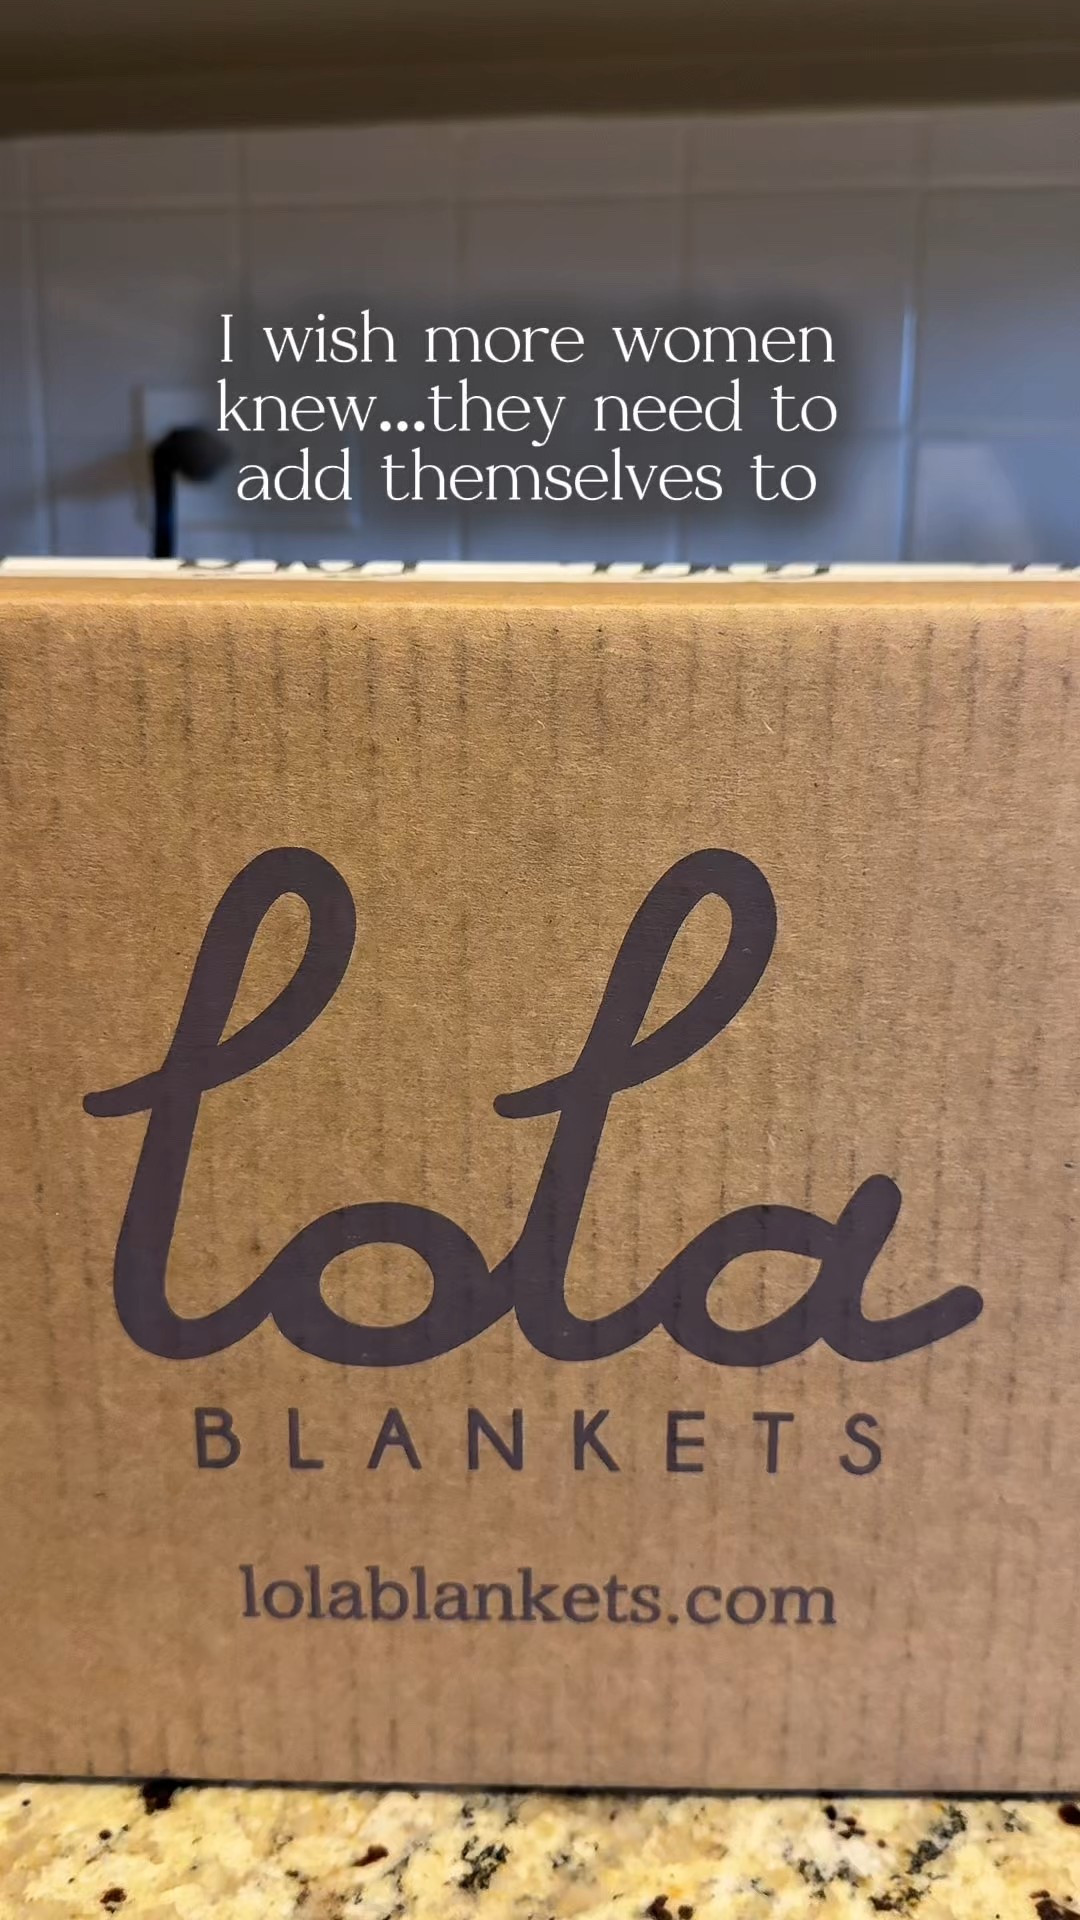 I wish more women
knew...they need to
add themselves to
lola
BLANKETS
lolablankets.com